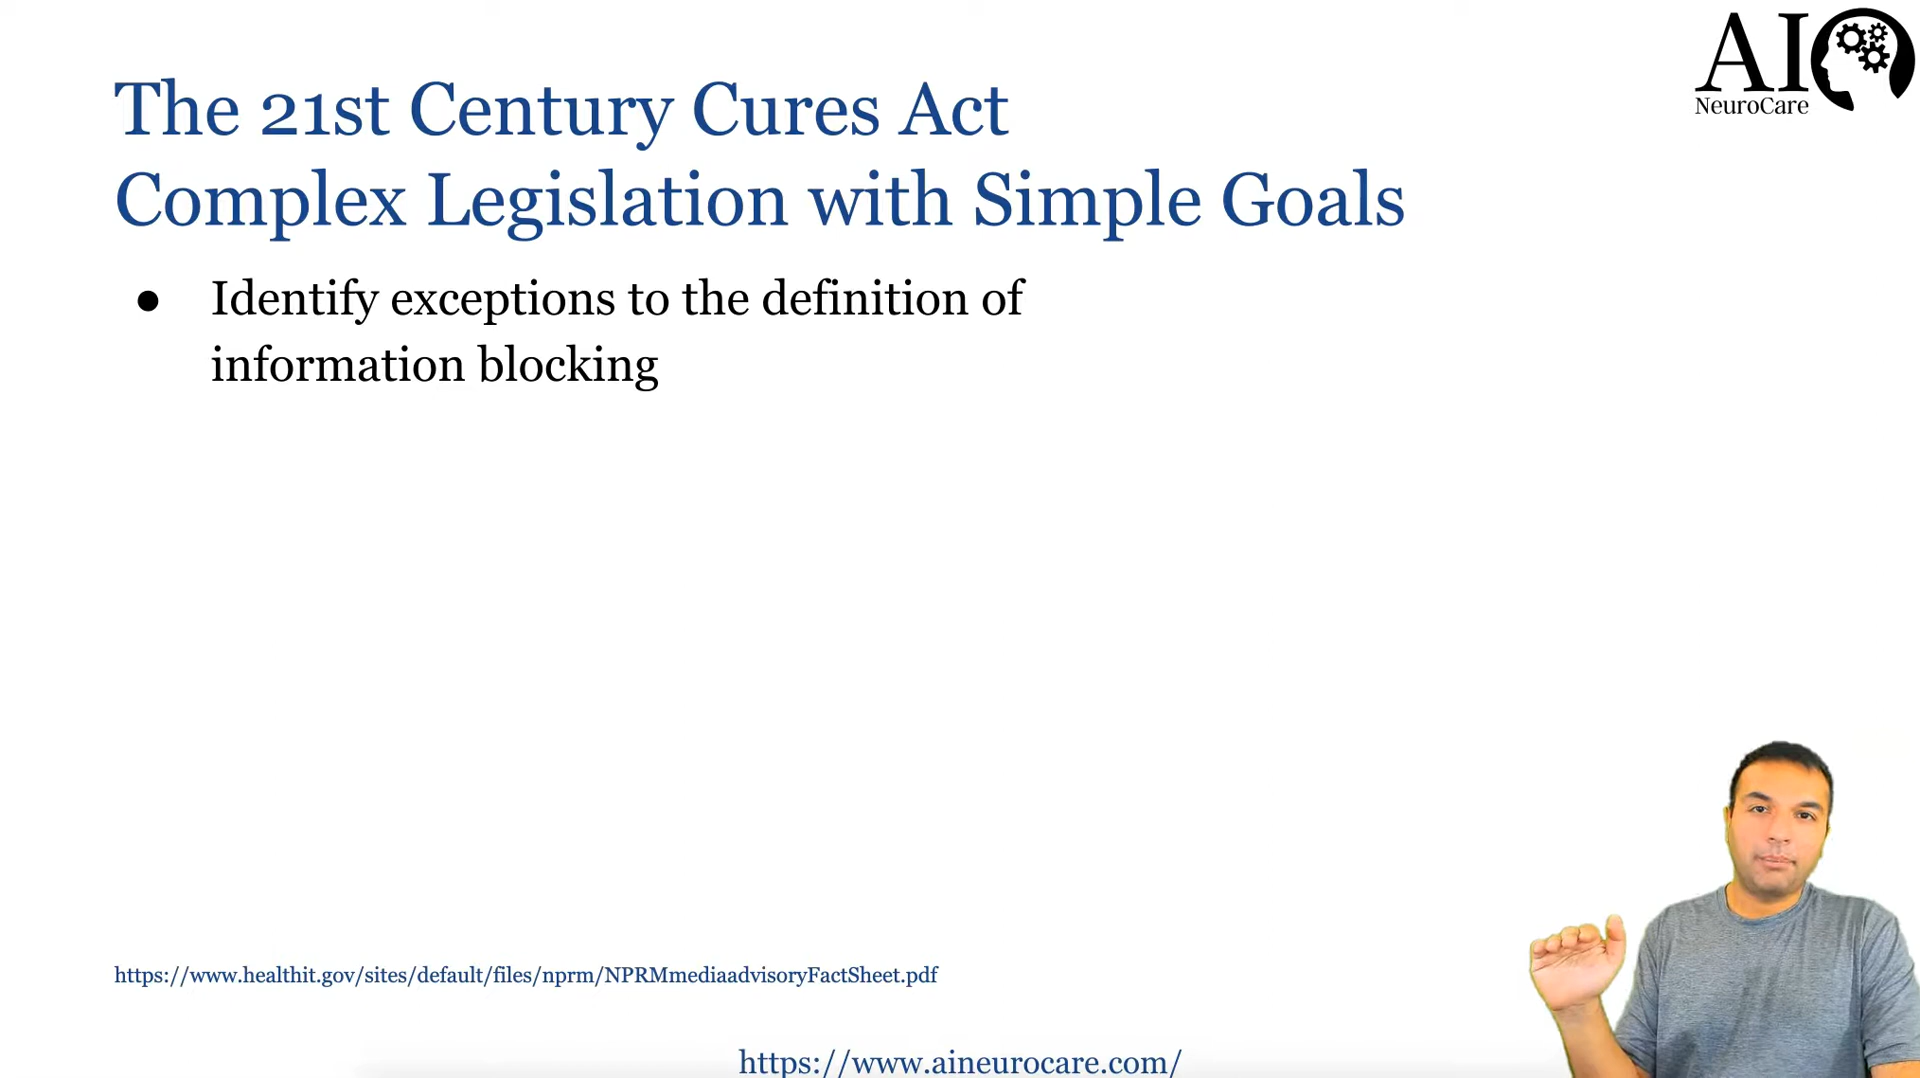 AI
NeuroCare
The 21st Century Cures Act
Complex Legislation with Simple Goals
● Identify exceptions to the definition of
information blocking
https://www.healthit.gov/sites/default/files/nprm/NPRMmediaadvisoryFactSheet.pdf
https://www.aineurocare.com/